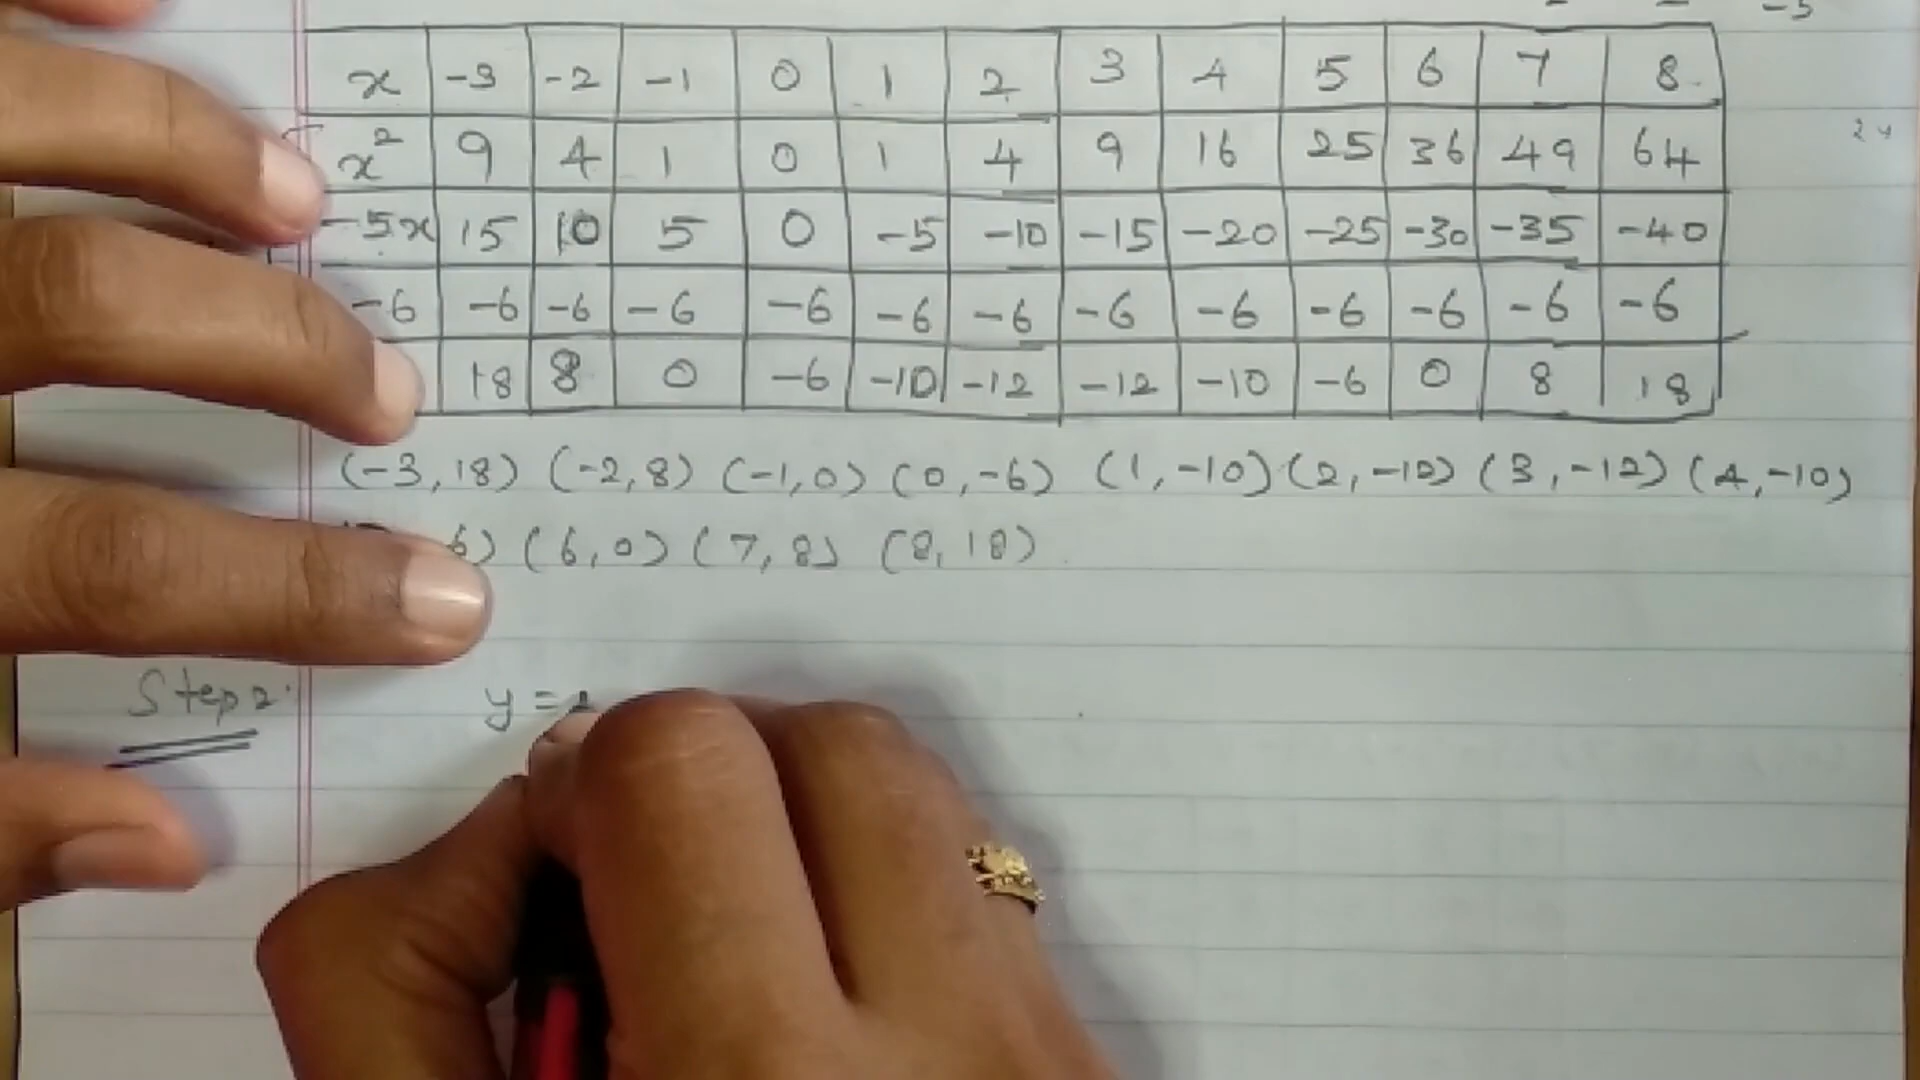 -5
x -3 -2 -1 0 1 2 3 4 5 6 7 8
x² 9 4 1 0 1 4 9 16 25 36 49 64
-5x 15 10 5 0 -5 -10 -15 -20 -25 -30 -35 -40
-6 -6 -6 -6 -6 -6 -6 -6 -6 -6 -6 -6 -6
18 8 0 -6 -10 -12 -12 -10 -6 0 8 18
(-3,18) (-2,8) (-1,0) (0,-6) (1,-10) (2,-12) (3,-12) (4,-10)
6) (6,0) (7,8) (8,18)
Step 2 y =